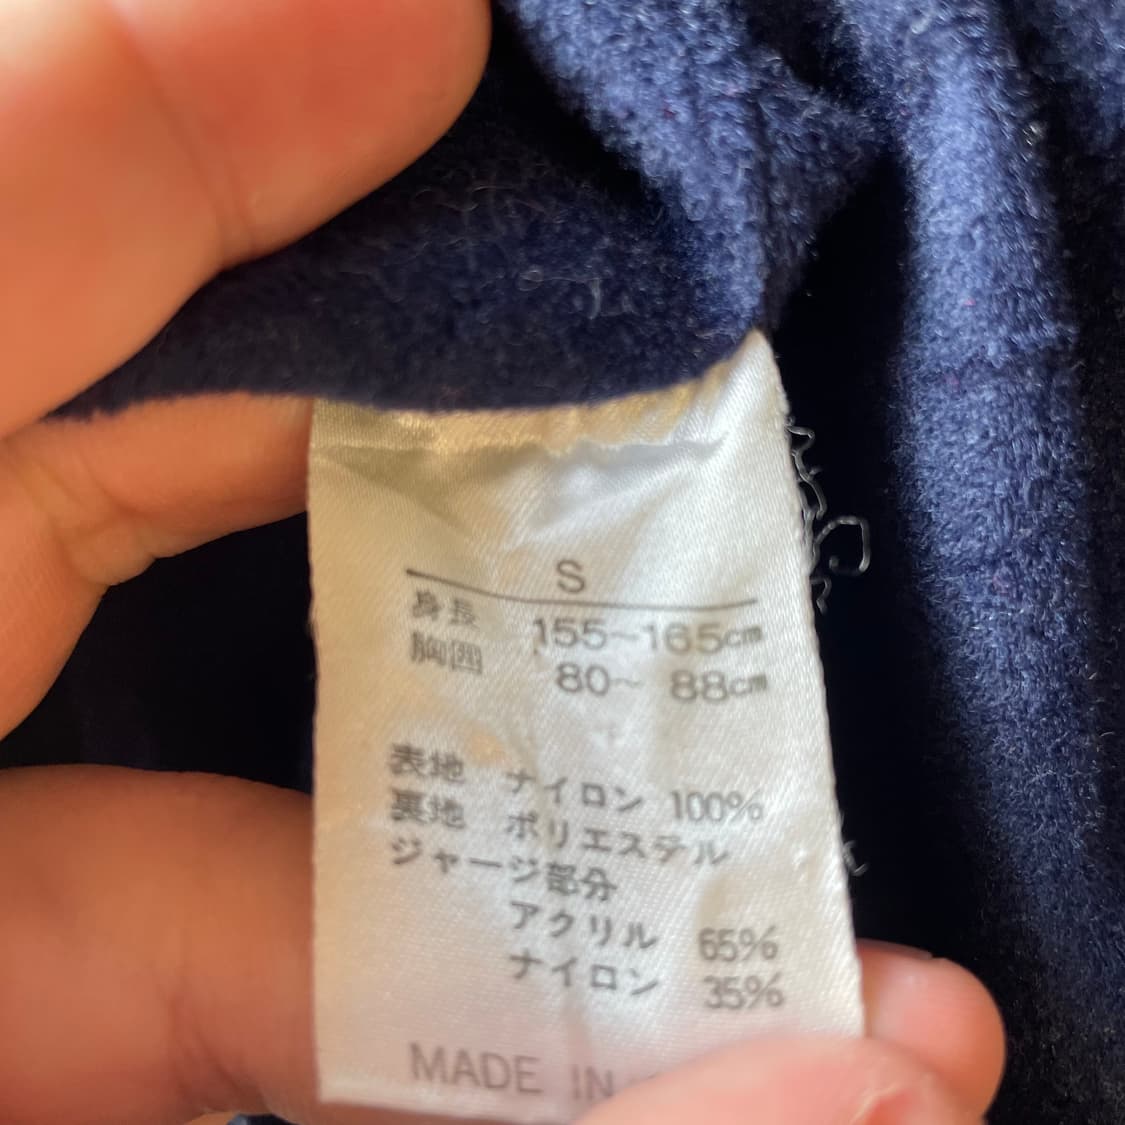 S
身長 155~165cm
胸囲 80~ 88cm
表地 ナイロン 100%
裏地 ポリエステル
ジャージ部分
アクリル 65%
ナイロン 35%
MADE IN